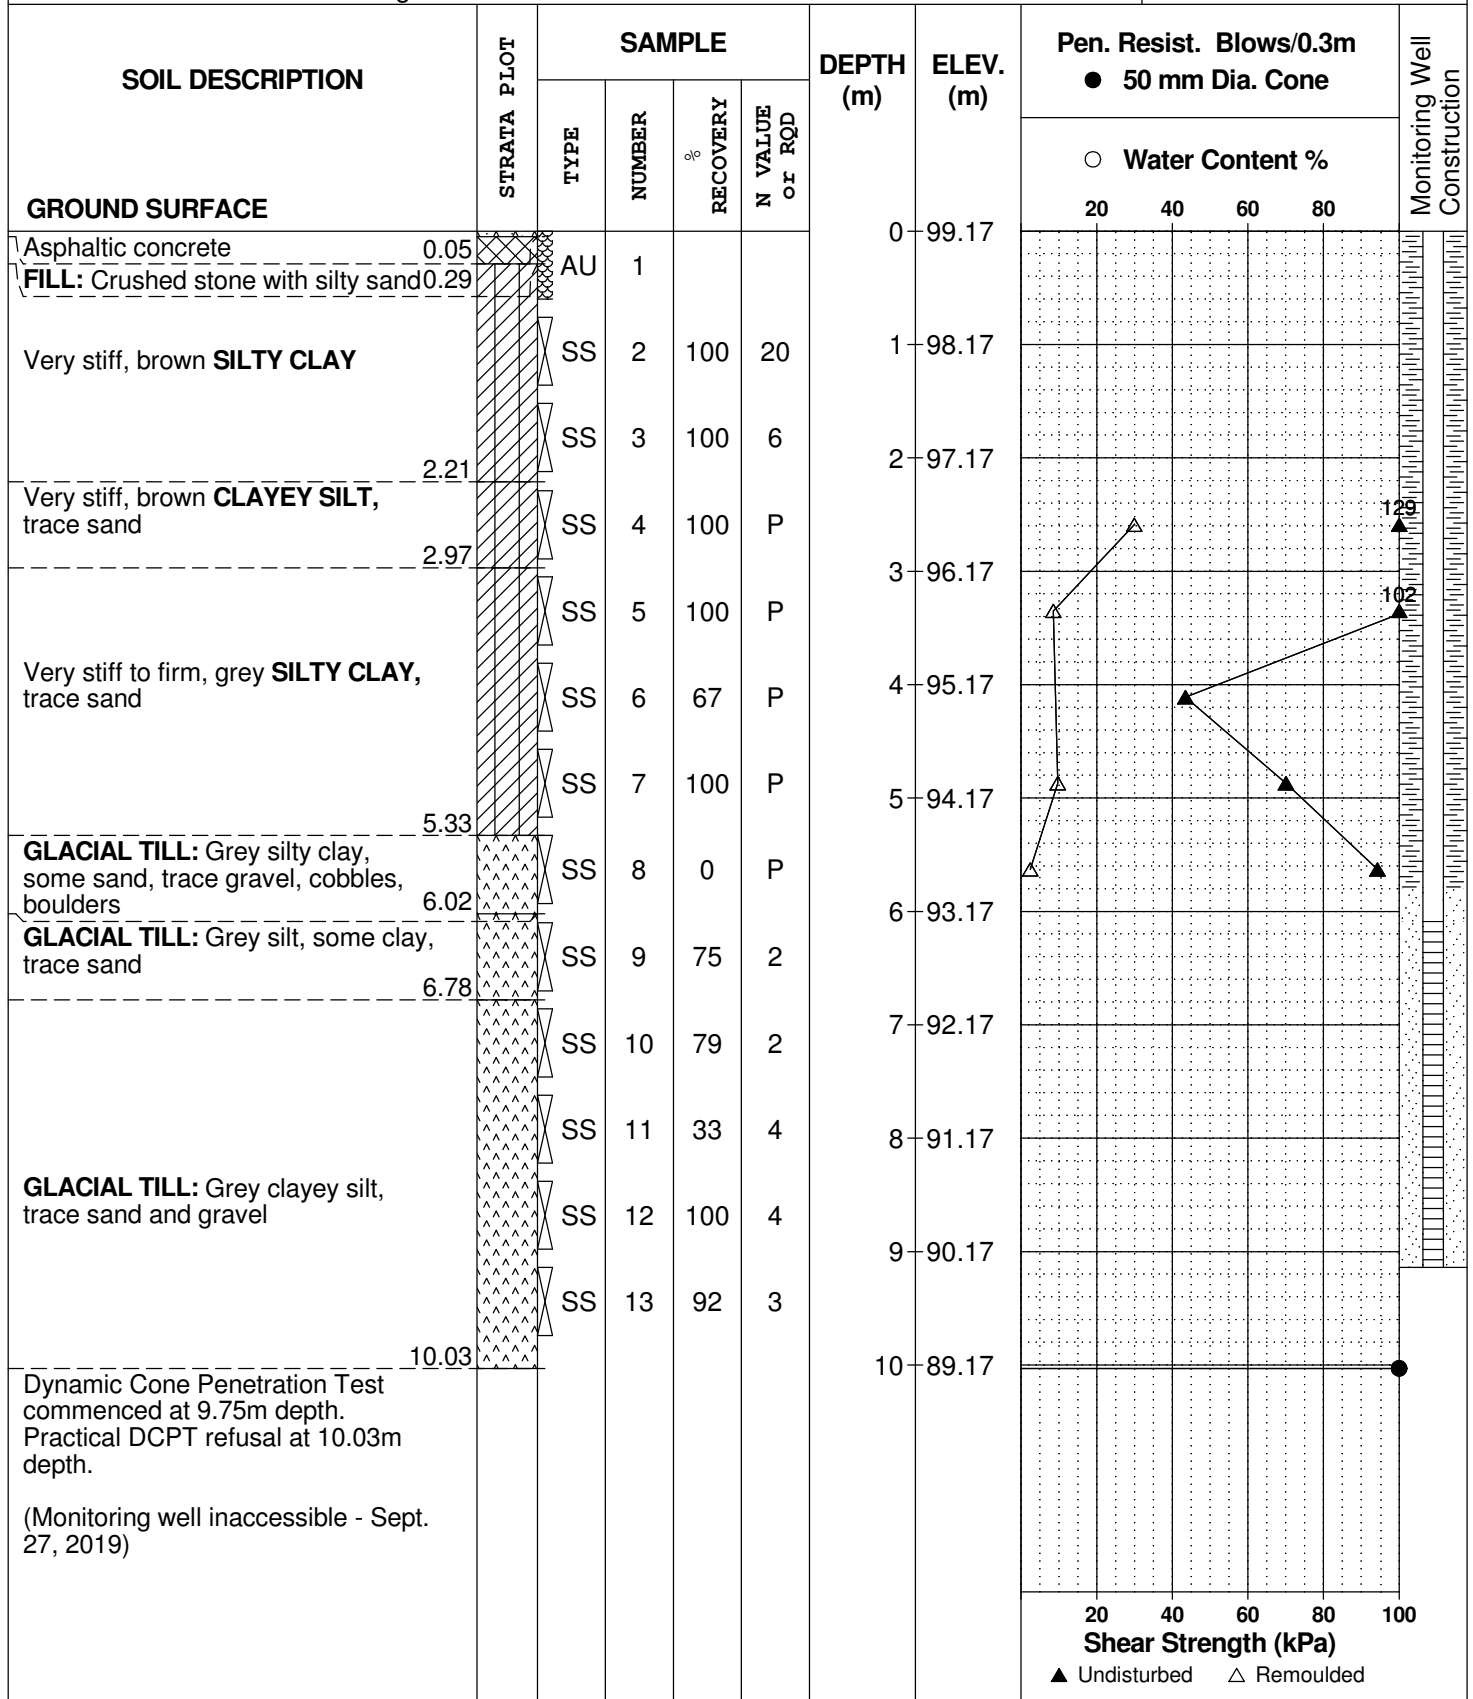 SOIL DESCRIPTION
GROUND SURFACE
STRATA PLOT
SAMPLE
TYPE
NUMBER
%
RECOVERY
N VALUE
or RQD
DEPTH
(m)
ELEV.
(m)
Pen. Resist. Blows/0.3m
● 50 mm Dia. Cone
○ Water Content %
20 40 60 80
Monitoring Well
Construction
Asphaltic concrete 0.05
FILL: Crushed stone with silty sand 0.29
Very stiff, brown SILTY CLAY
2.21
Very stiff, brown CLAYEY SILT,
trace sand
2.97
Very stiff to firm, grey SILTY CLAY,
trace sand
5.33
GLACIAL TILL: Grey silty clay,
some sand, trace gravel, cobbles,
boulders 6.02
GLACIAL TILL: Grey silt, some clay,
trace sand
6.78
GLACIAL TILL: Grey clayey silt,
trace sand and gravel
10.03
Dynamic Cone Penetration Test
commenced at 9.75m depth.
Practical DCPT refusal at 10.03m
depth.
(Monitoring well inaccessible - Sept.
27, 2019)
AU 1
SS 2 100 20
SS 3 100 6
SS 4 100 P
SS 5 100 P
SS 6 67 P
SS 7 100 P
SS 8 0 P
SS 9 75 2
SS 10 79 2
SS 11 33 4
SS 12 100 4
SS 13 92 3
0 99.17
1 98.17
2 97.17
3 96.17
4 95.17
5 94.17
6 93.17
7 92.17
8 91.17
9 90.17
10 89.17
129
102
20 40 60 80 100
Shear Strength (kPa)
▲ Undisturbed △ Remoulded